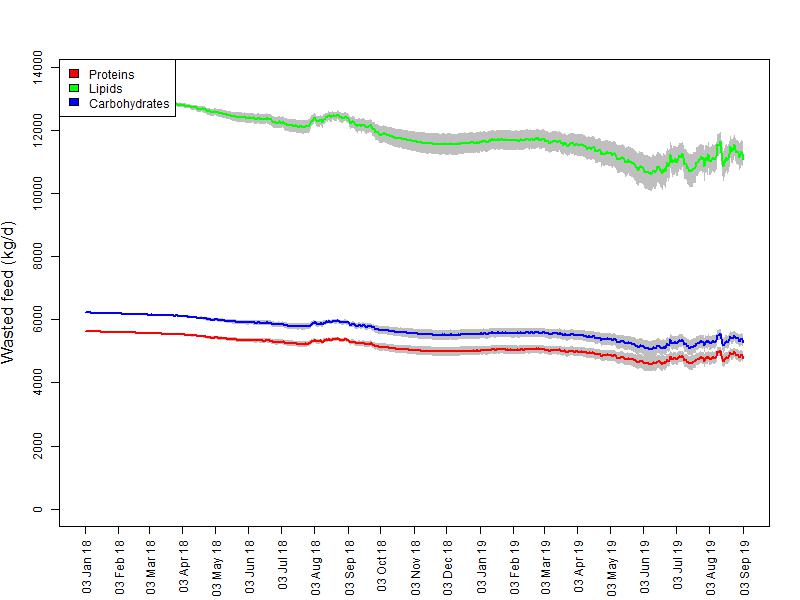 Proteins
Lipids
Carbohydrates
Wasted feed (kg/d)
14000
12000
10000
8000
6000
4000
2000
0
03 Jan 18
03 Feb 18
03 Mar 18
03 Apr 18
03 May 18
03 Jun 18
03 Jul 18
03 Aug 18
03 Sep 18
03 Oct 18
03 Nov 18
03 Dec 18
03 Jan 19
03 Feb 19
03 Mar 19
03 Apr 19
03 May 19
03 Jun 19
03 Jul 19
03 Aug 19
03 Sep 19